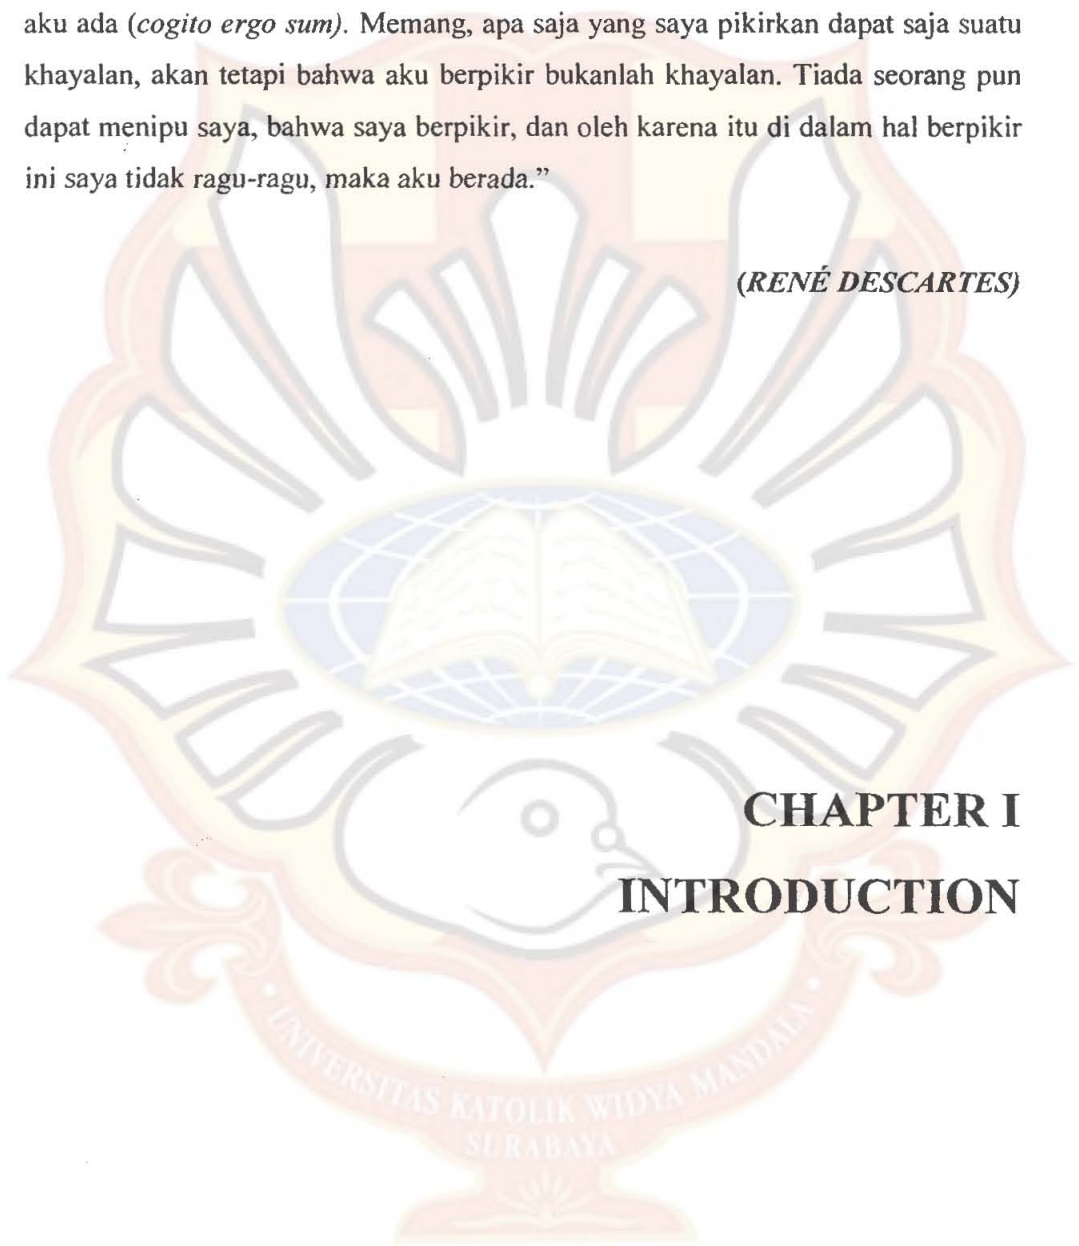 aku ada (cogito ergo sum). Memang, apa saja yang saya pikirkan dapat saja suatu
khayalan, akan tetapi bahwa aku berpikir bukanlah khayalan. Tiada seorang pun
dapat menipu saya, bahwa saya berpikir, dan oleh karena itu di dalam hal berpikir
ini saya tidak ragu-ragu, maka aku berada.”
(RENÉ DESCARTES)
CHAPTER I
INTRODUCTION
UNIVERSITAS KATOLIK WIDYA MANDALA
SURABAYA